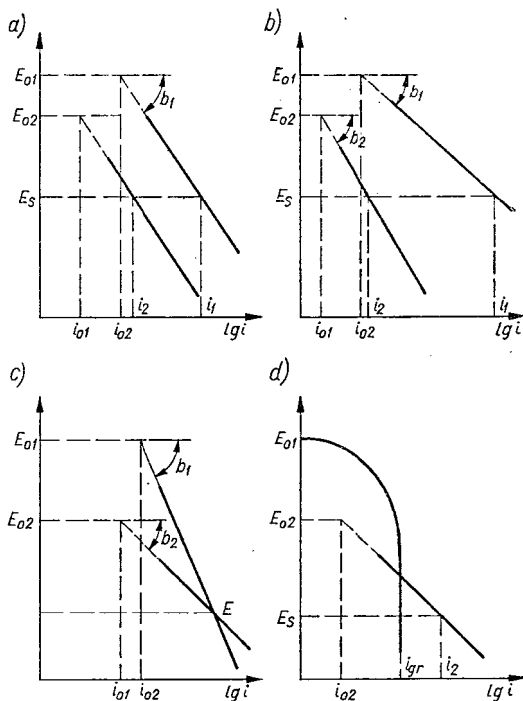 a)
E01
b1
E02
ES
i01 i02 i2 i1 lg i
b)
E01
b1
E02
b2
ES
i01 i02 i2 i1 lg i
c)
E01
b1
E02
b2
E
i01 i02 lg i
d)
E01
E02
ES
i02 igr i2 lg i